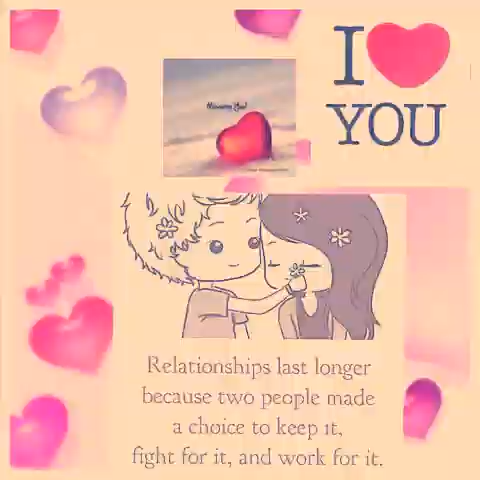 I
YOU
Relationships last longer
because two people made
a choice to keep it,
fight for it, and work for it.